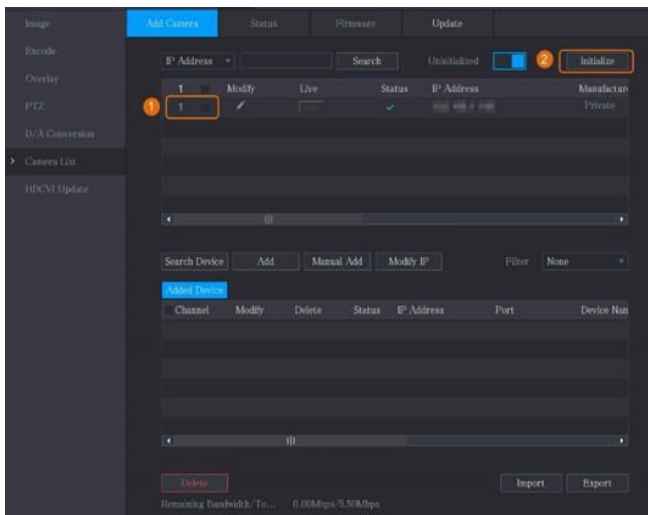 Image
Encode
Overlay
PTZ
D/A Conversion
Camera List
HDCVI Update
Add Camera Status Firmware Update
IP Address Search Uninitialized 2 Initialize
1 Modify Live Status IP Address Manufactur
1 1 Private
Search Device Add Manual Add Modify IP Filter None
Added Device
Channel Modify Delete Status IP Address Port Device Nam
Delete Import Export
Remaining Bandwidth/To... 0.00Mbps/5.50Mbps